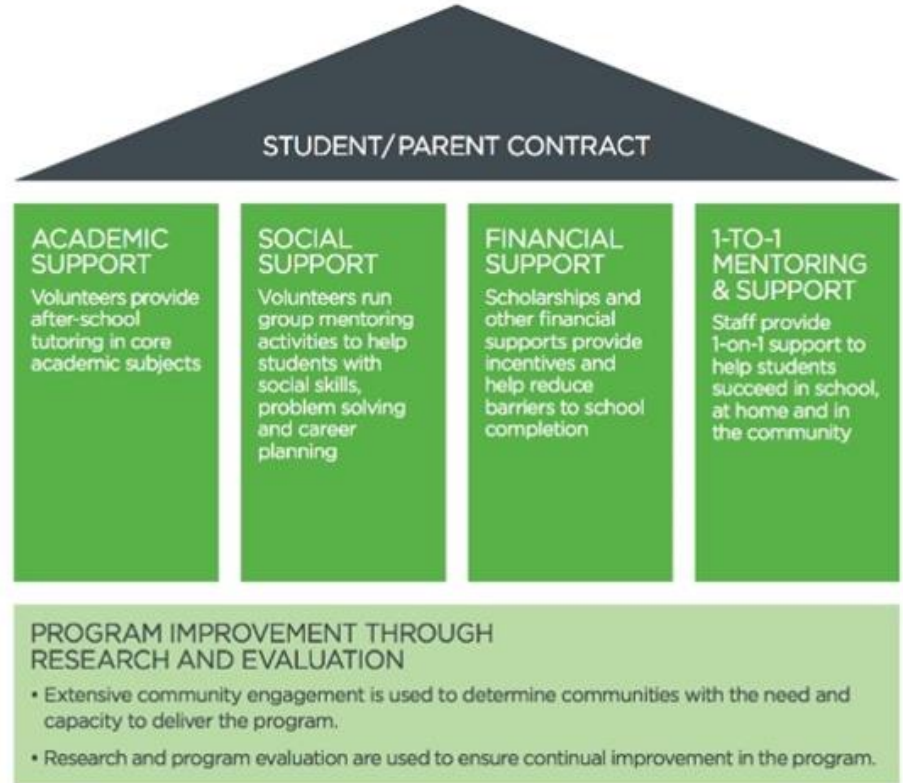 STUDENT/PARENT CONTRACT
ACADEMIC
SUPPORT
Volunteers provide
after-school
tutoring in core
academic subjects
SOCIAL
SUPPORT
Volunteers run
group mentoring
activities to help
students with
social skills,
problem solving
and career
planning
FINANCIAL
SUPPORT
Scholarships and
other financial
supports provide
incentives and
help reduce
barriers to school
completion
1-TO-1
MENTORING
& SUPPORT
Staff provide
1-on-1 support to
help students
succeed in school,
at home and in
the community
PROGRAM IMPROVEMENT THROUGH
RESEARCH AND EVALUATION
• Extensive community engagement is used to determine communities with the need and
capacity to deliver the program.
• Research and program evaluation are used to ensure continual improvement in the program.